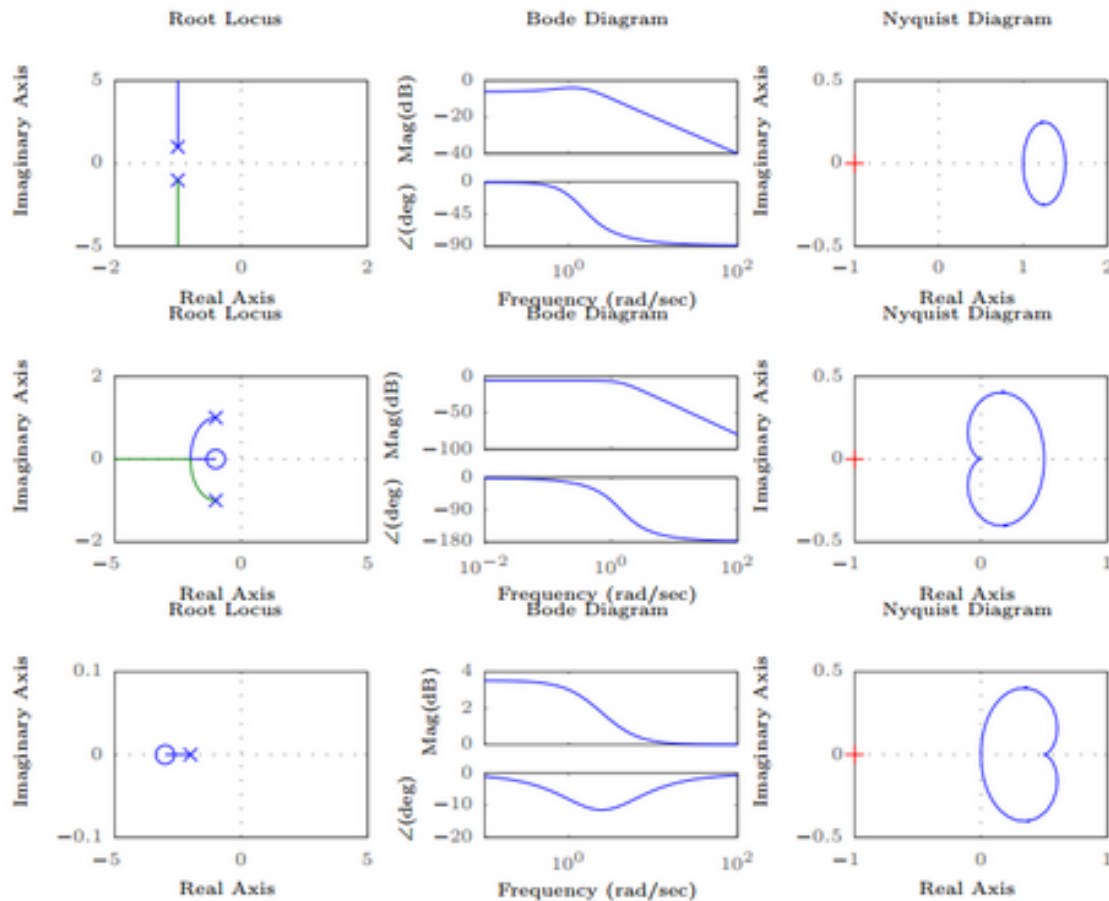 Root Locus Bode Diagram Nyquist Diagram
Imaginary Axis
5
0
−5
−2 0 2
Real Axis
Mag(dB)
0
−20
−40
∠(deg)
0
−45
−90
10^0 10^2
Frequency (rad/sec)
Imaginary Axis
0.5
0
−0.5
−1 0 1 2
Real Axis
Root Locus Bode Diagram Nyquist Diagram
Imaginary Axis
2
0
−2
−5 0 5
Real Axis
Mag(dB)
0
−50
−100
∠(deg)
0
−90
−180
10^−2 10^0 10^2
Frequency (rad/sec)
Imaginary Axis
0.5
0
−0.5
−1 0 1
Real Axis
Root Locus Bode Diagram Nyquist Diagram
Imaginary Axis
0.1
0
−0.1
−5 0 5
Real Axis
Mag(dB)
4
2
0
∠(deg)
0
−10
−20
10^0 10^2
Frequency (rad/sec)
Imaginary Axis
0.5
0
−0.5
−1 0 1
Real Axis